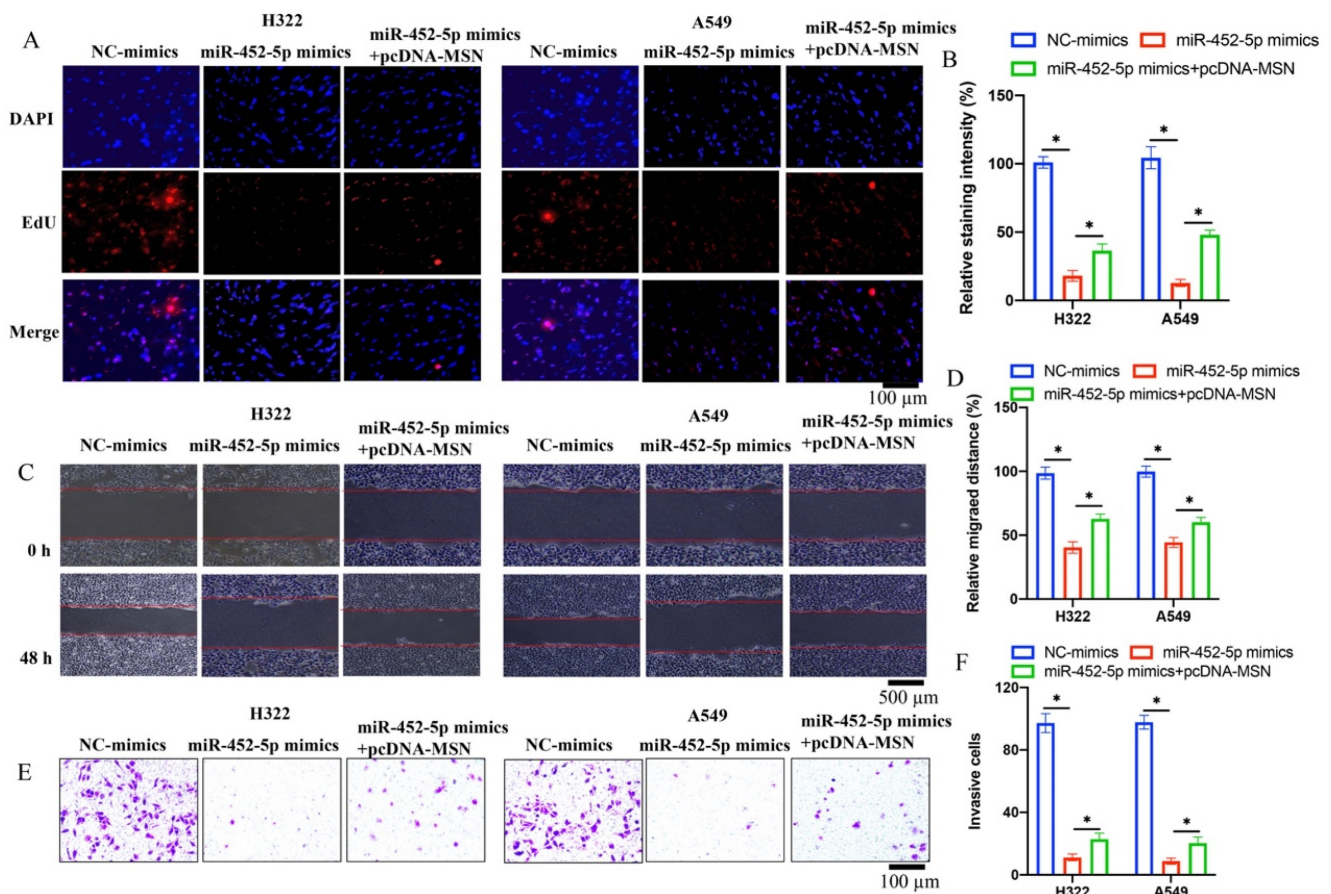 A
H322
NC-mimics miR-452-5p mimics miR-452-5p mimics
+pcDNA-MSN
A549
NC-mimics miR-452-5p mimics miR-452-5p mimics
+pcDNA-MSN
DAPI
EdU
Merge
100 µm
B
NC-mimics miR-452-5p mimics
miR-452-5p mimics+pcDNA-MSN
Relative staining intensity (%)
150
100
50
0
* * * *
H322 A549
C
H322
NC-mimics miR-452-5p mimics miR-452-5p mimics
+pcDNA-MSN
A549
NC-mimics miR-452-5p mimics miR-452-5p mimics
+pcDNA-MSN
0 h
48 h
500 µm
D
NC-mimics miR-452-5p mimics
miR-452-5p mimics+pcDNA-MSN
Relative migraed distance (%)
150
100
50
0
* * * *
H322 A549
E
H322
NC-mimics miR-452-5p mimics miR-452-5p mimics
+pcDNA-MSN
A549
NC-mimics miR-452-5p mimics miR-452-5p mimics
+pcDNA-MSN
100 µm
F
NC-mimics miR-452-5p mimics
miR-452-5p mimics+pcDNA-MSN
Invasive cells
120
80
40
0
* * * *
H322 A549